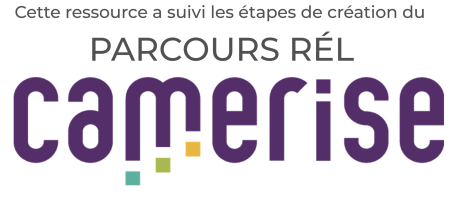 Cette ressource a suivi les étapes de création du
PARCOURS RÉL
camerise